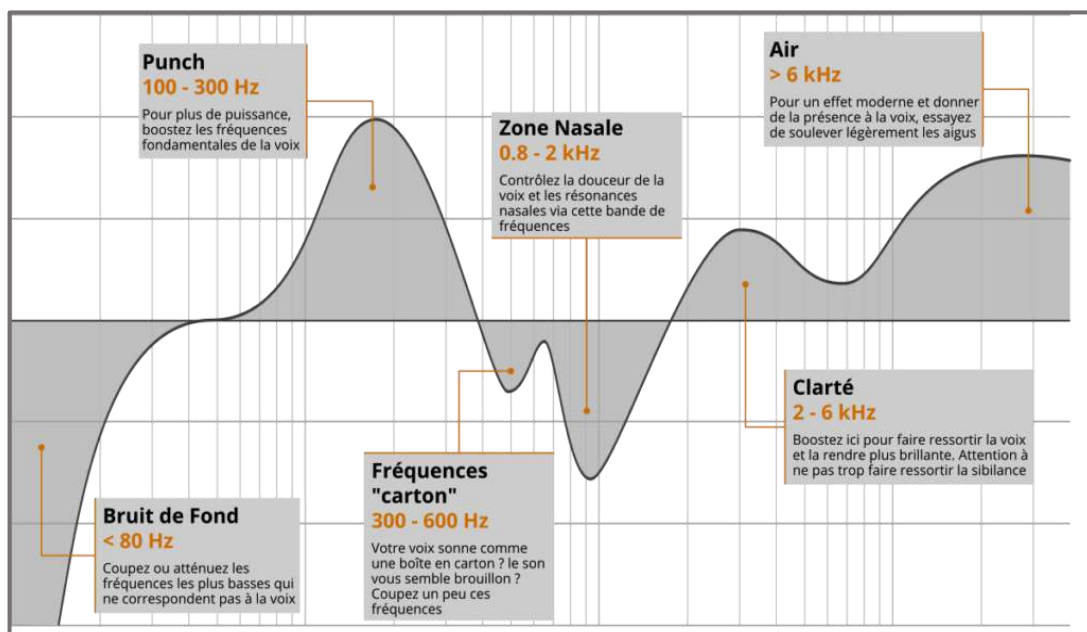 Punch
100 - 300 Hz
Pour plus de puissance,
boostez les fréquences
fondamentales de la voix
Air
> 6 kHz
Pour un effet moderne et donner
de la présence à la voix, essayez
de soulever légèrement les aigus
Zone Nasale
0.8 - 2 kHz
Contrôlez la douceur de la
voix et les résonances
nasales via cette bande de
fréquences
Clarté
2 - 6 kHz
Boostez ici pour faire ressortir la voix
et la rendre plus brillante. Attention à
ne pas trop faire ressortir la sibilance
Fréquences
"carton"
300 - 600 Hz
Votre voix sonne comme
une boîte en carton ? le son
vous semble brouillon ?
Coupez un peu ces
fréquences
Bruit de Fond
< 80 Hz
Coupez ou atténuez les
fréquences les plus basses qui
ne correspondent pas à la voix